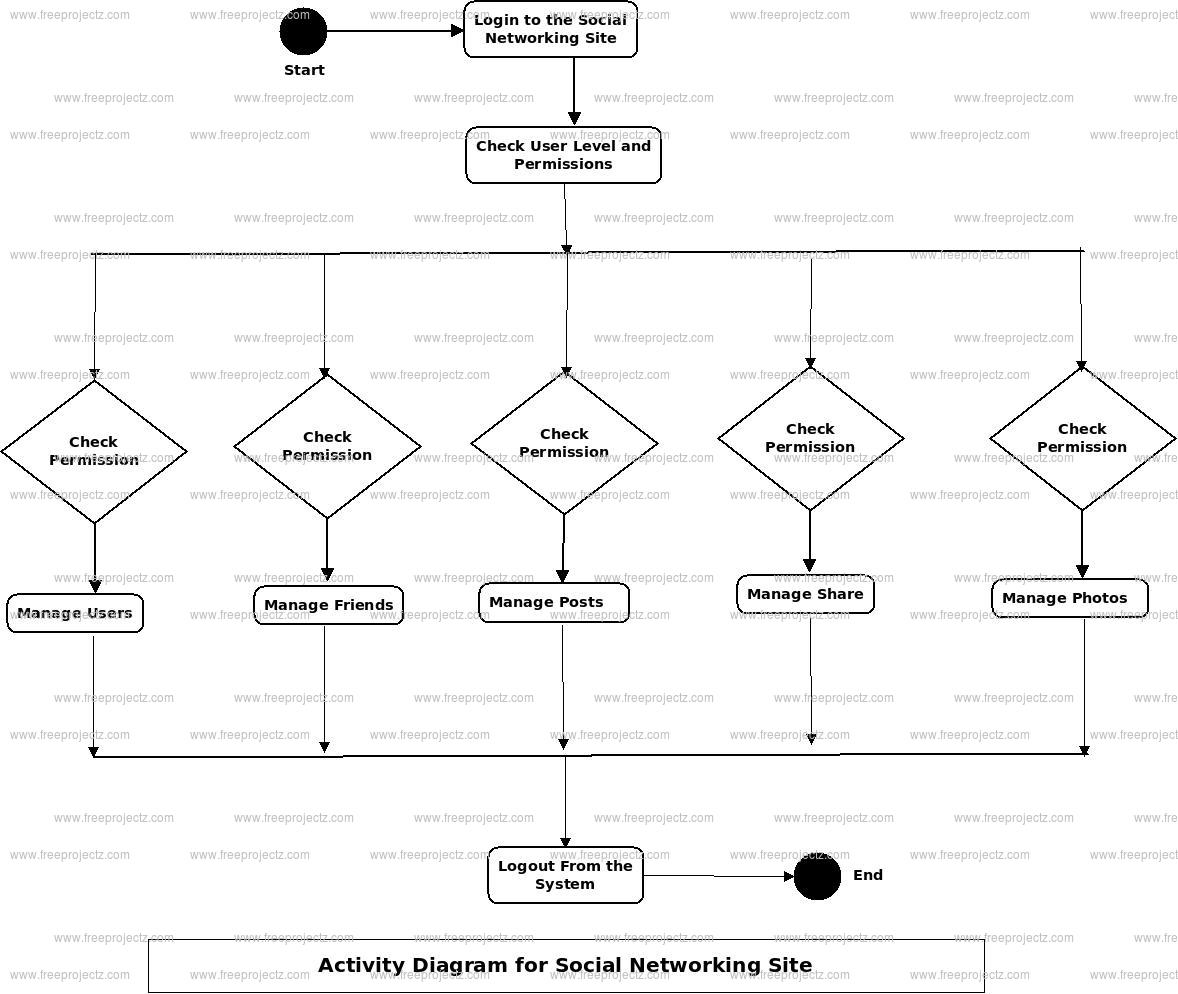 Login to the Social
Networking Site
Start
Check User Level and
Permissions
Check
Permission
Check
Permission
Check
Permission
Check
Permission
Check
Permission
Manage Users
Manage Friends
Manage Posts
Manage Share
Manage Photos
Logout From the
System
End
Activity Diagram for Social Networking Site
www.freeprojectz.com